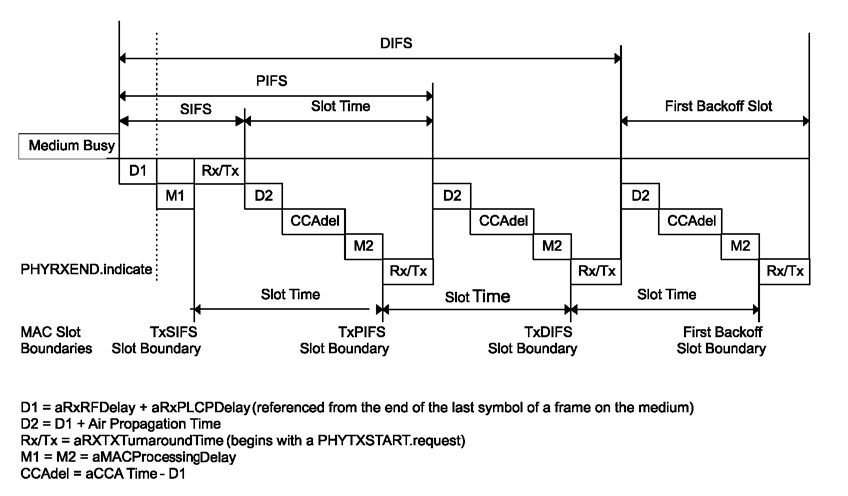 DIFS
PIFS
SIFS
Slot Time
First Backoff Slot
Medium Busy
D1
Rx/Tx
M1
D2
D2
D2
CCAdel
CCAdel
CCAdel
M2
M2
M2
PHYRXEND.indicate
Rx/Tx
Rx/Tx
Rx/Tx
Slot Time
Slot Time
Slot Time
MAC Slot
Boundaries
TxSIFS
Slot Boundary
TxPIFS
Slot Boundary
TxDIFS
Slot Boundary
First Backoff
Slot Boundary
D1 = aRxRFDelay + aRxPLCPDelay (referenced from the end of the last symbol of a frame on the medium)
D2 = D1 + Air Propagation Time
Rx/Tx = aRXTXTurnaroundTime (begins with a PHYTXSTART.request)
M1 = M2 = aMACProcessingDelay
CCAdel = aCCA Time - D1